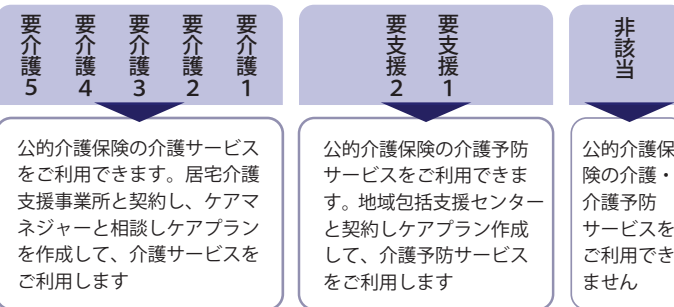 要介護5
要介護4
要介護3
要介護2
要介護1
公的介護保険の介護サービス
をご利用できます。居宅介護
支援事業所と契約し、ケアマ
ネジャーと相談しケアプラン
を作成して、介護サービスを
ご利用します
要支援2
要支援1
公的介護保険の介護予防
サービスをご利用できま
す。地域包括支援センター
と契約しケアプラン作成
して、介護予防サービス
をご利用します
非該当
公的介護保
険の介護・
介護予防
サービスを
ご利用でき
ません